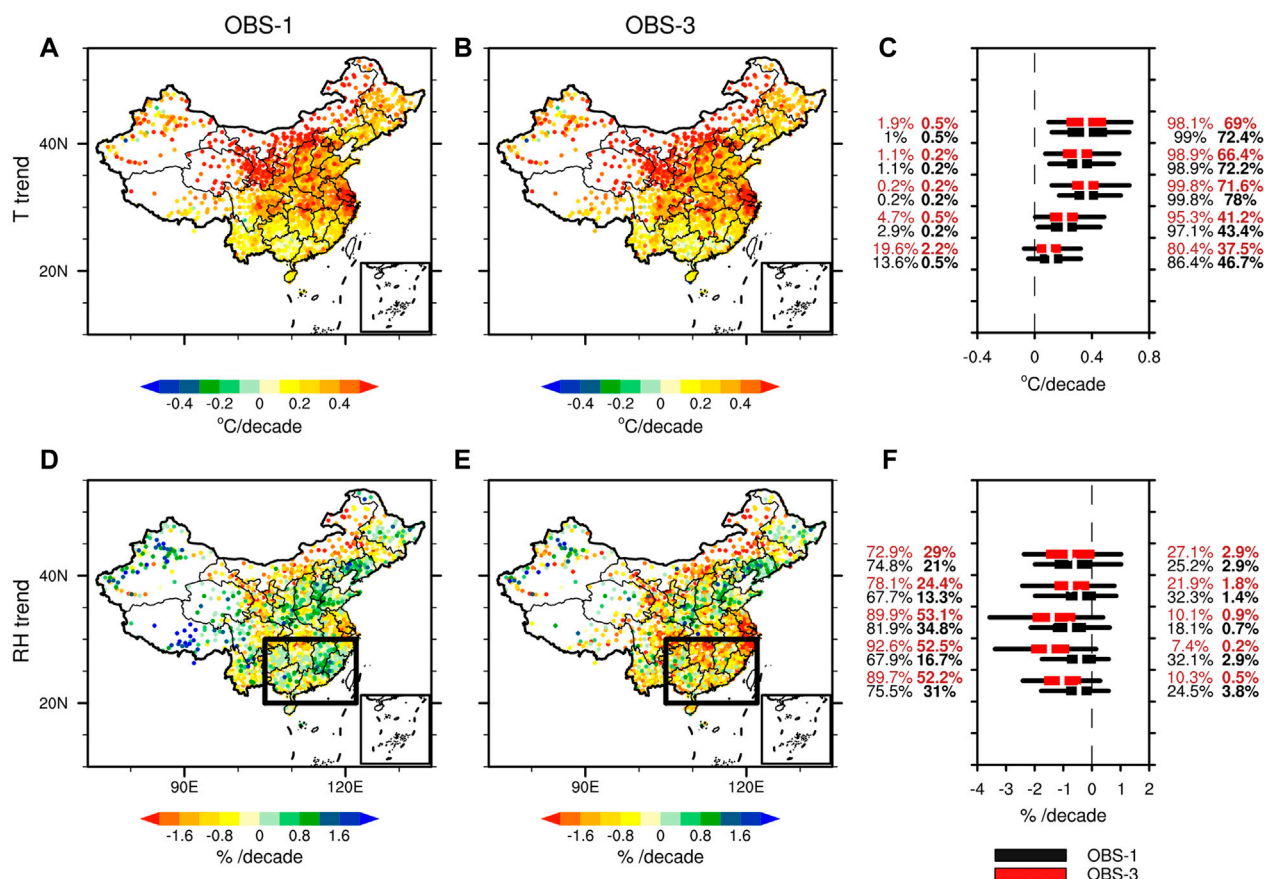 OBS-1
OBS-3
A
B
C
T trend
40N
20N
1.9% 0.5%
1% 0.5%
1.1% 0.2%
1.1% 0.2%
0.2% 0.2%
0.2% 0.2%
4.7% 0.5%
2.9% 0.2%
19.6% 2.2%
13.6% 0.5%
98.1% 69%
99% 72.4%
98.9% 66.4%
98.9% 72.2%
99.8% 71.6%
99.8% 78%
95.3% 41.2%
97.1% 43.4%
80.4% 37.5%
86.4% 46.7%
-0.4 0 0.4 0.8
°C/decade
-0.4 -0.2 0 0.2 0.4
°C/decade
-0.4 -0.2 0 0.2 0.4
°C/decade
D
E
F
RH trend
40N
20N
90E 120E
90E 120E
72.9% 29%
74.8% 21%
78.1% 24.4%
67.7% 13.3%
89.9% 53.1%
81.9% 34.8%
92.6% 52.5%
67.9% 16.7%
89.7% 52.2%
75.5% 31%
27.1% 2.9%
25.2% 2.9%
21.9% 1.8%
32.3% 1.4%
10.1% 0.9%
18.1% 0.7%
7.4% 0.2%
32.1% 2.9%
10.3% 0.5%
24.5% 3.8%
-4 -3 -2 -1 0 1 2
% /decade
-1.6 -0.8 0 0.8 1.6
% /decade
-1.6 -0.8 0 0.8 1.6
% /decade
OBS-1
OBS-3